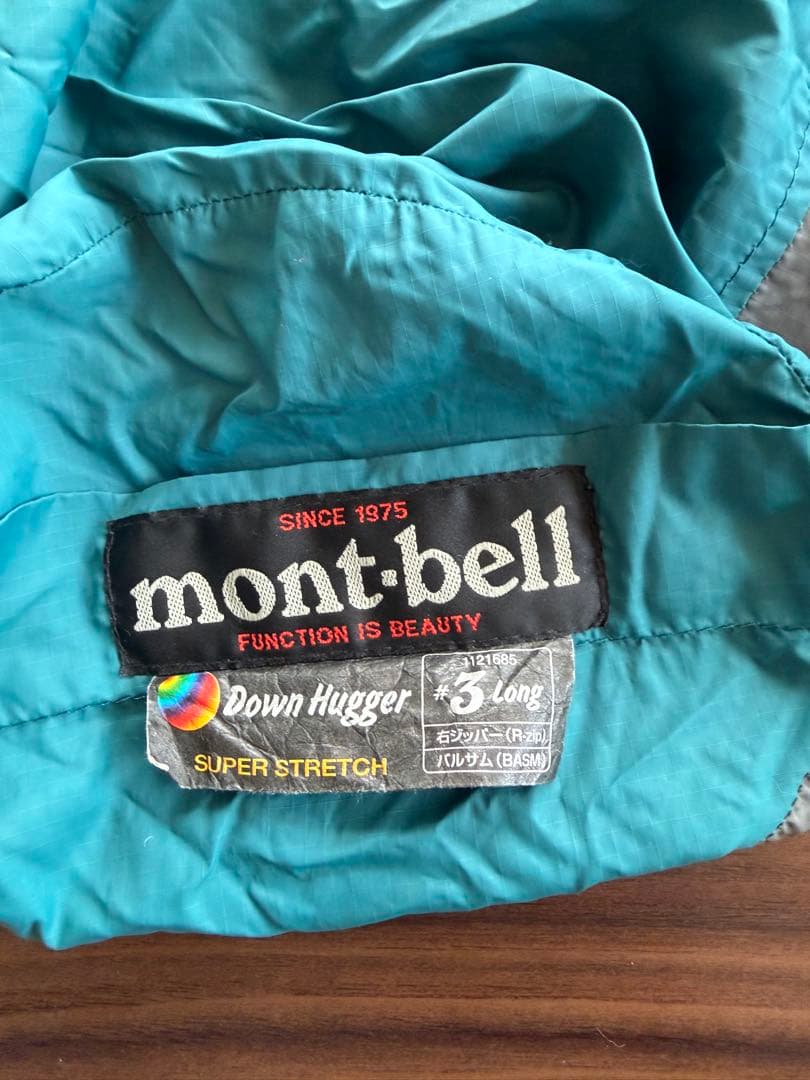 SINCE 1975
mont·bell
FUNCTION IS BEAUTY
Down Hugger
SUPER STRETCH
1121685
#3 Long
右ジッパー(R-zip)
バルサム(BASM)